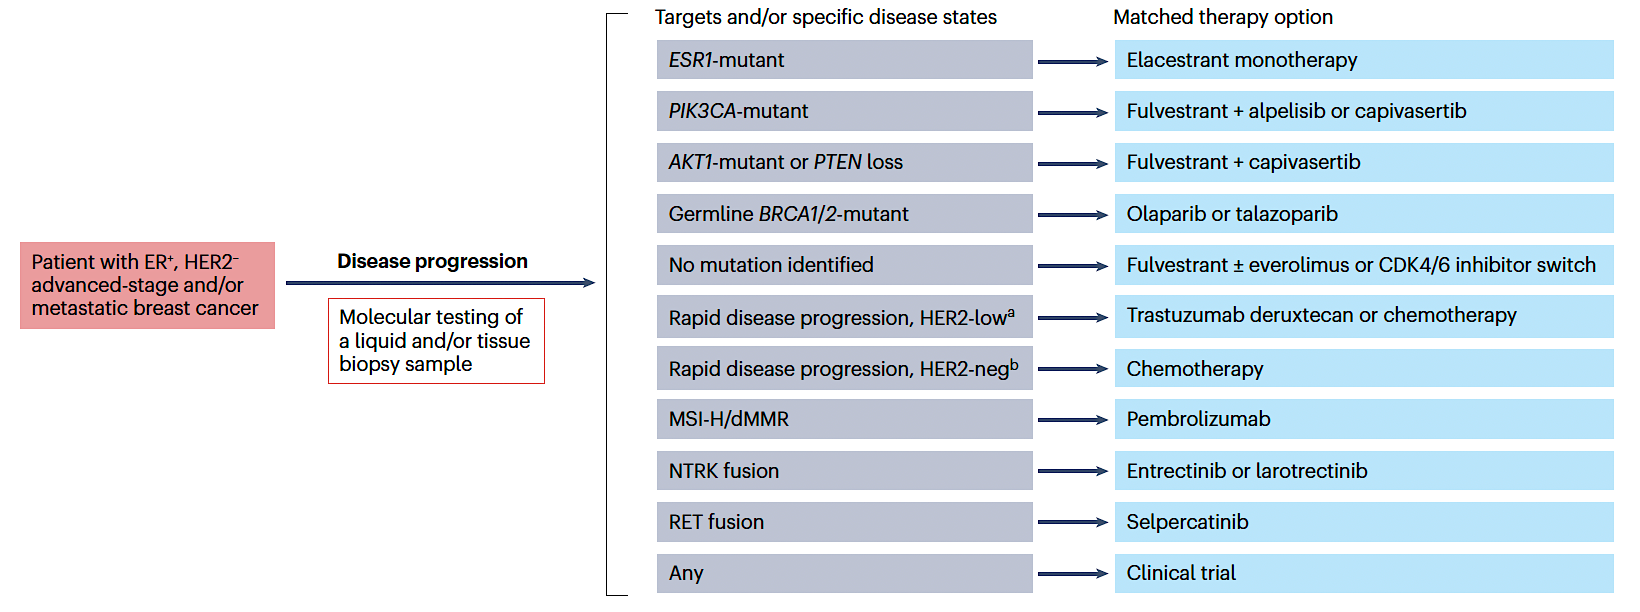 Targets and/or specific disease states
Matched therapy option
ESR1-mutant
Elacestrant monotherapy
PIK3CA-mutant
Fulvestrant + alpelisib or capivasertib
AKT1-mutant or PTEN loss
Fulvestrant + capivasertib
Germline BRCA1/2-mutant
Olaparib or talazoparib
Patient with ER⁺, HER2⁻
advanced-stage and/or
metastatic breast cancer
Disease progression
Molecular testing of
a liquid and/or tissue
biopsy sample
No mutation identified
Fulvestrant ± everolimus or CDK4/6 inhibitor switch
Rapid disease progression, HER2-lowᵃ
Trastuzumab deruxtecan or chemotherapy
Rapid disease progression, HER2-negᵇ
Chemotherapy
MSI-H/dMMR
Pembrolizumab
NTRK fusion
Entrectinib or larotrectinib
RET fusion
Selpercatinib
Any
Clinical trial